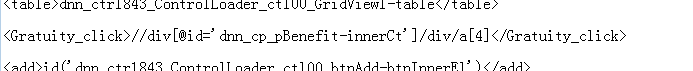 <table>dnn_ctr1843_ControlLoader_ctl00_GridView1-table</table>
<Gratuity_click>//div[@id='dnn_cp_pBenefit-innerCt']/div/a[4]</Gratuity_click>
<add>id('dnn_ctr1843_ControlLoader_ctl00_btnAdd-btnInnerEl')</add>